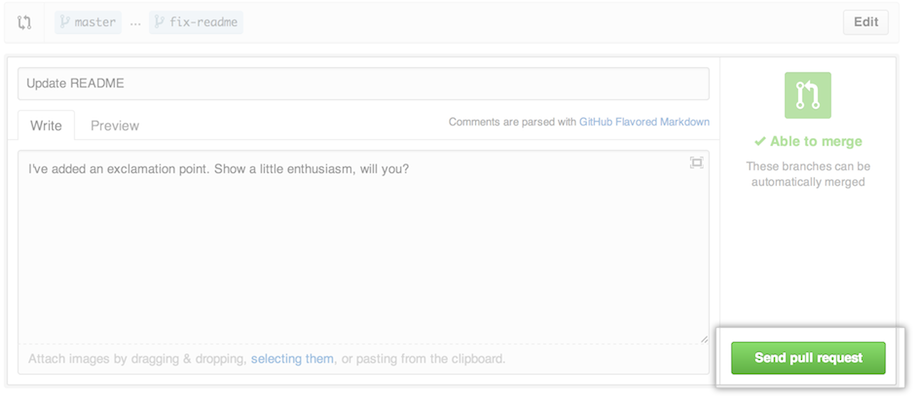 master ... fix-readme Edit
Update README
Write Preview Comments are parsed with GitHub Flavored Markdown
I've added an exclamation point. Show a little enthusiasm, will you?
Attach images by dragging & dropping, selecting them, or pasting from the clipboard.
✔ Able to merge
These branches can be
automatically merged
Send pull request